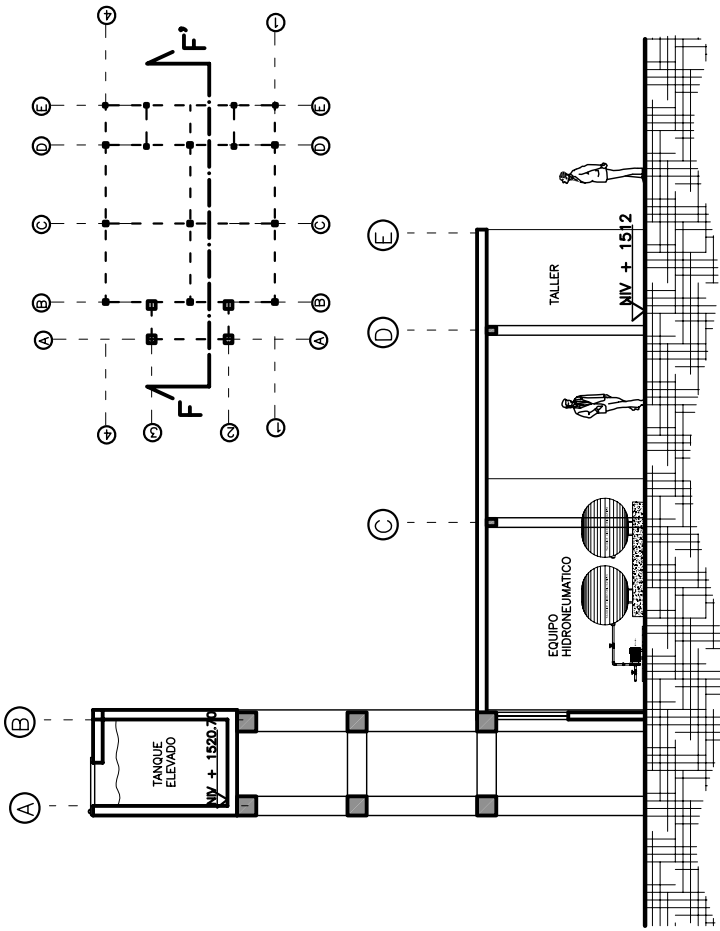 4
1
F'
E
E
D
D
C
C
B
B
A
A
F
4
3
2
1
E
TALLER
NIV + 1512
D
C
EQUIPO
HIDRONEUMATICO
B
TANQUE
ELEVADO
NIV + 1520.70
A